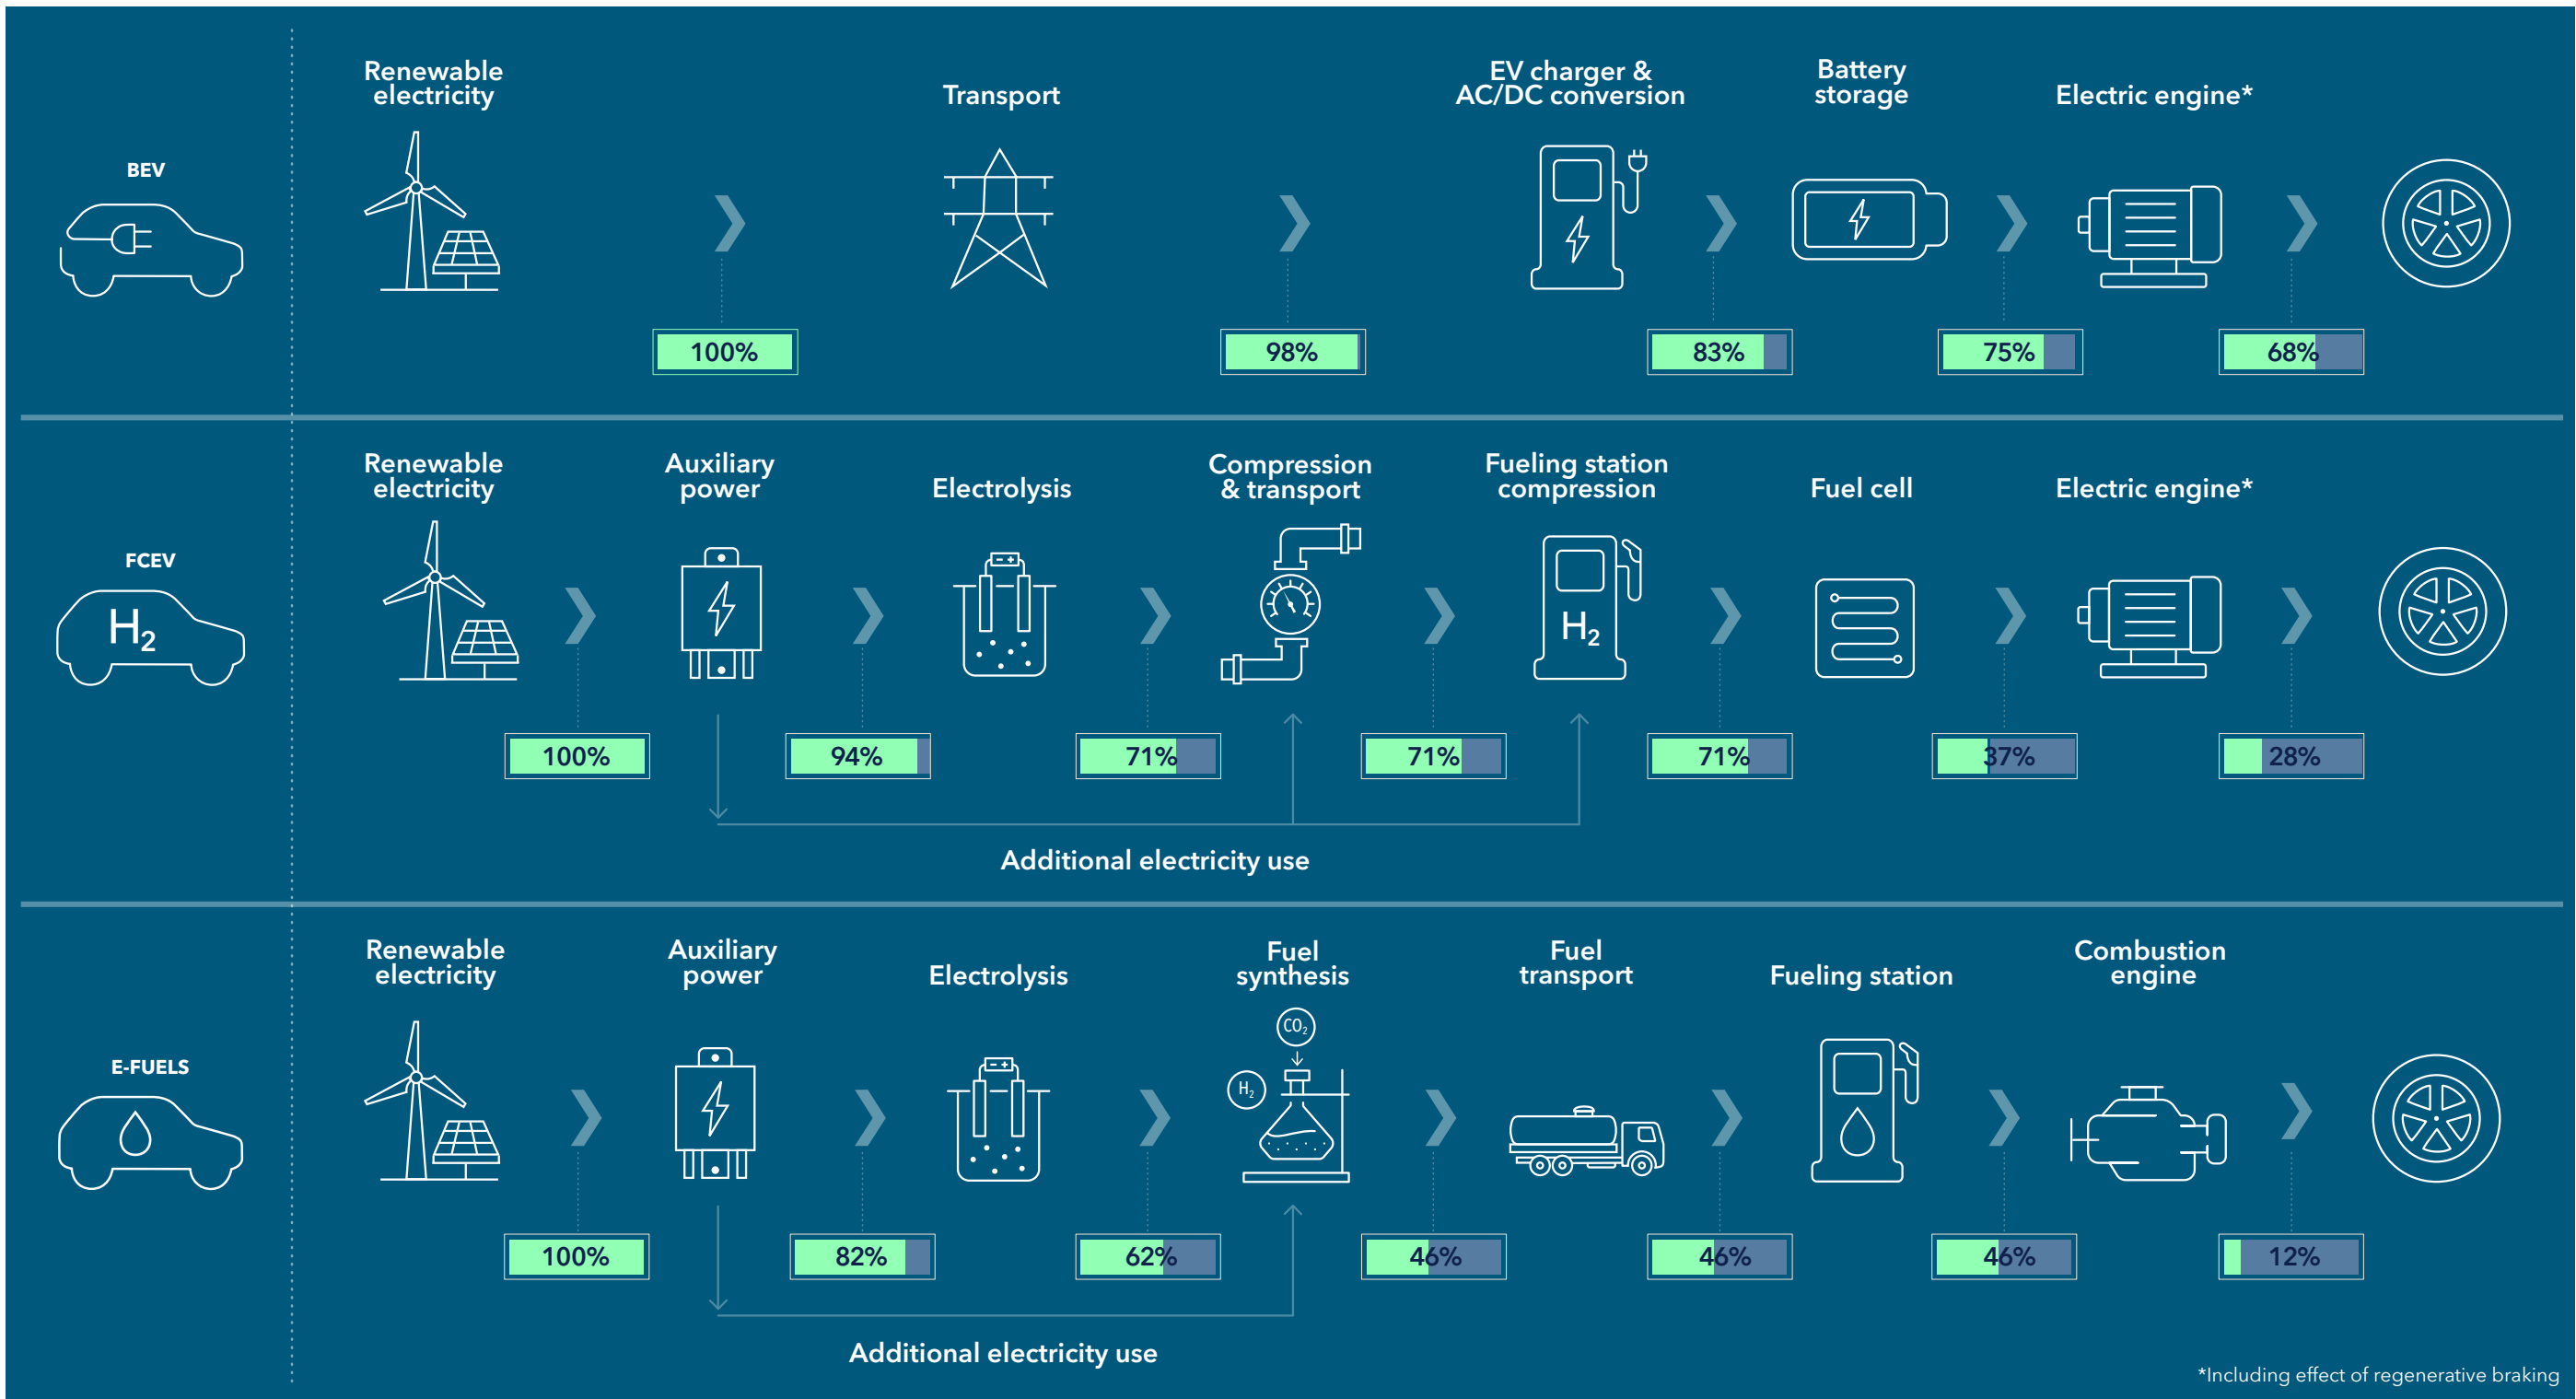 Renewable
electricity
Transport
EV charger &
AC/DC conversion
Battery
storage
Electric engine*
BEV
100%
98%
83%
75%
68%
Renewable
electricity
Auxiliary
power
Electrolysis
Compression
& transport
Fueling station
compression
Fuel cell
Electric engine*
FCEV
H₂
H₂
100%
94%
71%
71%
71%
37%
28%
Additional electricity use
Renewable
electricity
Auxiliary
power
Electrolysis
Fuel
synthesis
Fuel
transport
Fueling station
Combustion
engine
CO₂
E-FUELS
H₂
100%
82%
62%
46%
46%
46%
12%
Additional electricity use
*Including effect of regenerative braking